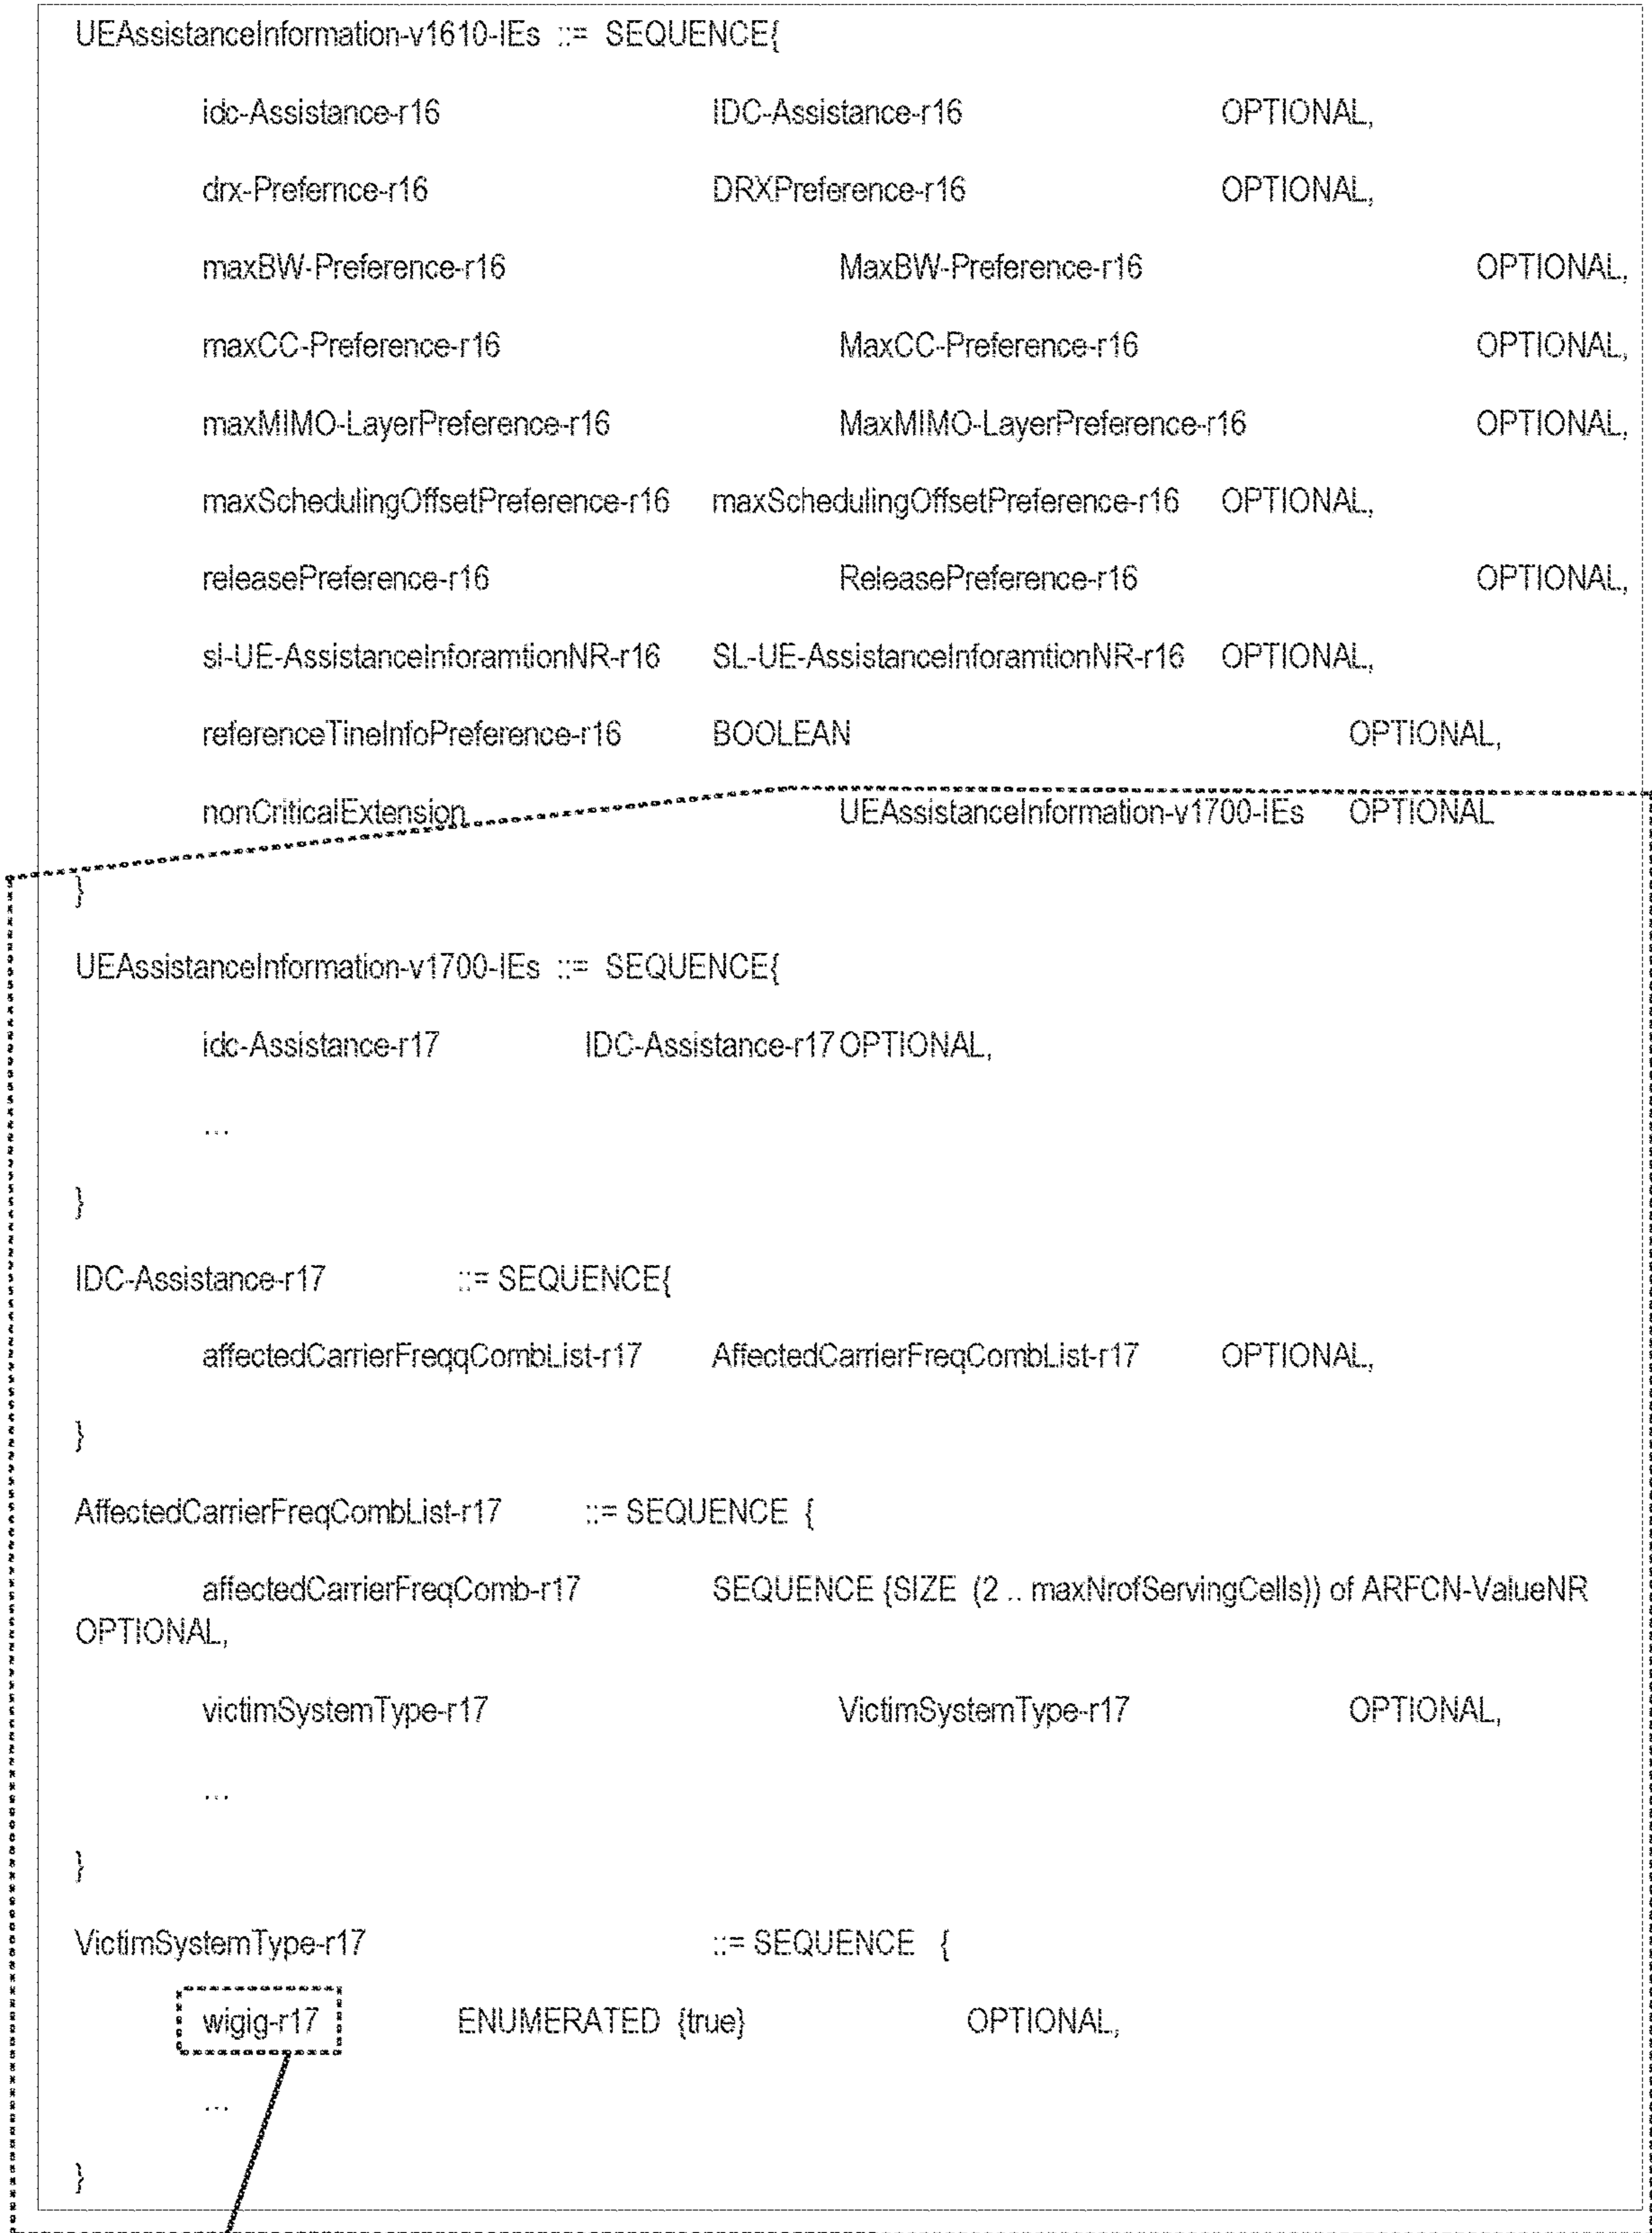 UEAssistanceInformation-v1610-IEs ::= SEQUENCE{
idc-Assistance-r16 IDC-Assistance-r16 OPTIONAL,
drx-Prefernce-r16 DRXPreference-r16 OPTIONAL,
maxBW-Preference-r16 MaxBW-Preference-r16 OPTIONAL,
maxCC-Preference-r16 MaxCC-Preference-r16 OPTIONAL,
maxMIMO-LayerPreference-r16 MaxMIMO-LayerPreference-r16 OPTIONAL,
maxSchedulingOffsetPreference-r16 maxSchedulingOffsetPreference-r16 OPTIONAL,
releasePreference-r16 ReleasePreference-r16 OPTIONAL,
sl-UE-AssistanceInforamtionNR-r16 SL-UE-AssistanceInforamtionNR-r16 OPTIONAL,
referenceTineInfoPreference-r16 BOOLEAN OPTIONAL,
nonCriticalExtension UEAssistanceInformation-v1700-IEs OPTIONAL
}
UEAssistanceInformation-v1700-IEs ::= SEQUENCE{
idc-Assistance-r17 IDC-Assistance-r17 OPTIONAL,
...
}
IDC-Assistance-r17 ::= SEQUENCE{
affectedCarrierFreqqCombList-r17 AffectedCarrierFreqCombList-r17 OPTIONAL,
}
AffectedCarrierFreqCombList-r17 ::= SEQUENCE {
affectedCarrierFreqComb-r17 SEQUENCE {SIZE (2 .. maxNrofServingCells)) of ARFCN-ValueNR
OPTIONAL,
victimSystemType-r17 VictimSystemType-r17 OPTIONAL,
...
}
VictimSystemType-r17 ::= SEQUENCE {
wigig-r17 ENUMERATED {true} OPTIONAL,
...
}